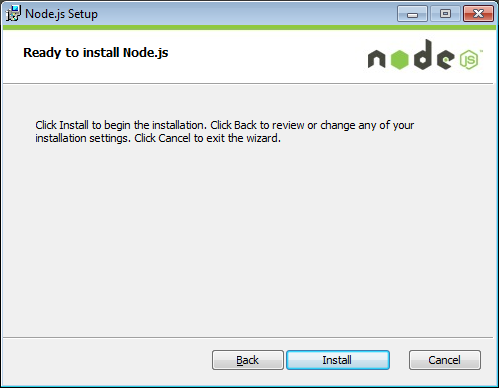 Node.js Setup
Ready to install Node.js
node
JS
TM
Click Install to begin the installation. Click Back to review or change any of your
installation settings. Click Cancel to exit the wizard.
Back
Install
Cancel